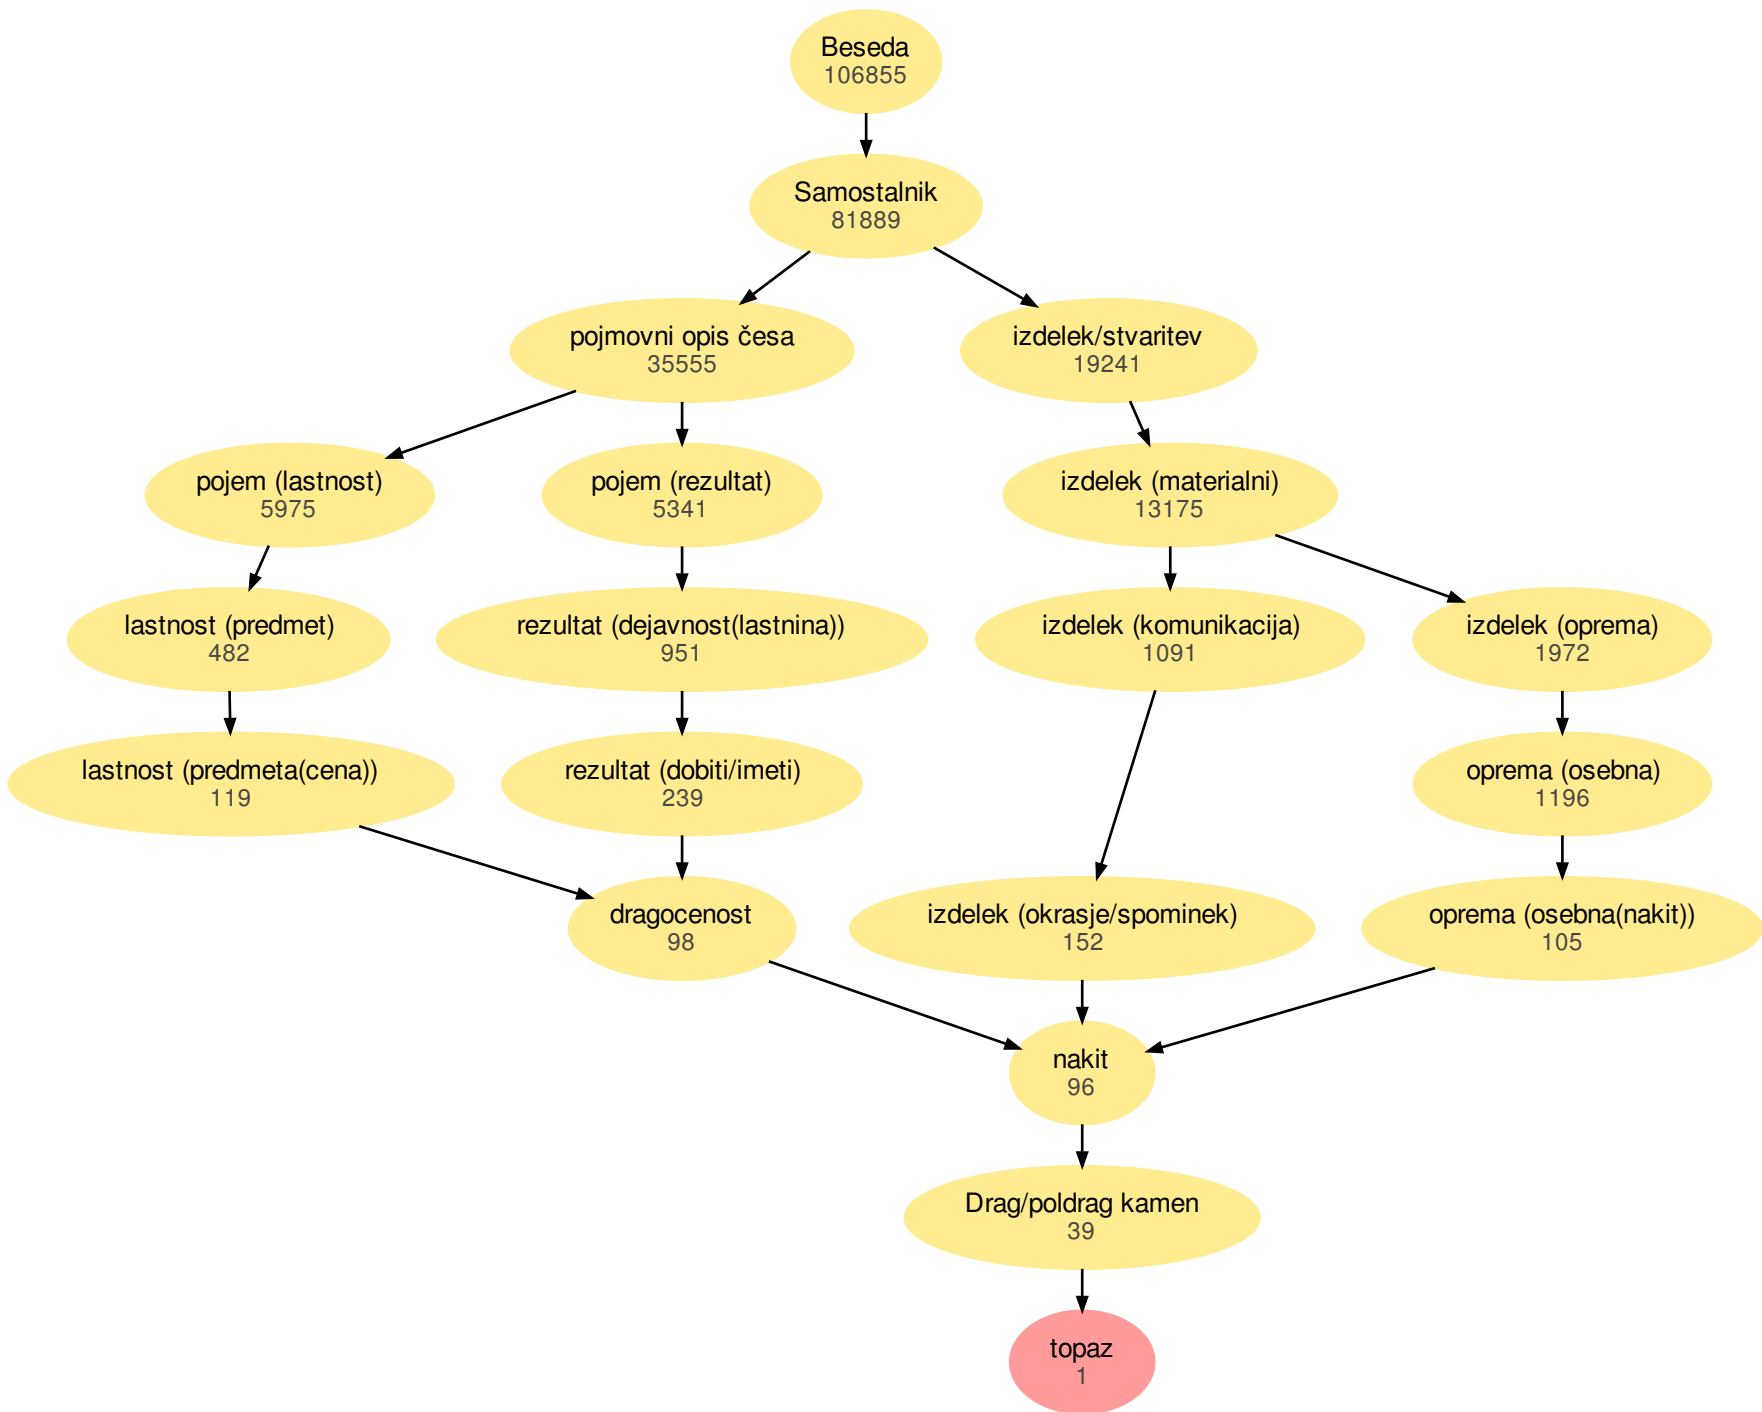 Beseda
106855
Samostalnik
81889
pojmovni opis česa
35555
izdelek/stvaritev
19241
pojem (lastnost)
5975
pojem (rezultat)
5341
izdelek (materialni)
13175
lastnost (predmet)
482
rezultat (dejavnost(lastnina))
951
izdelek (komunikacija)
1091
izdelek (oprema)
1972
lastnost (predmeta(cena))
119
rezultat (dobiti/imeti)
239
oprema (osebna)
1196
dragocenost
98
izdelek (okrasje/spominek)
152
oprema (osebna(nakit))
105
nakit
96
Drag/poldrag kamen
39
topaz
1